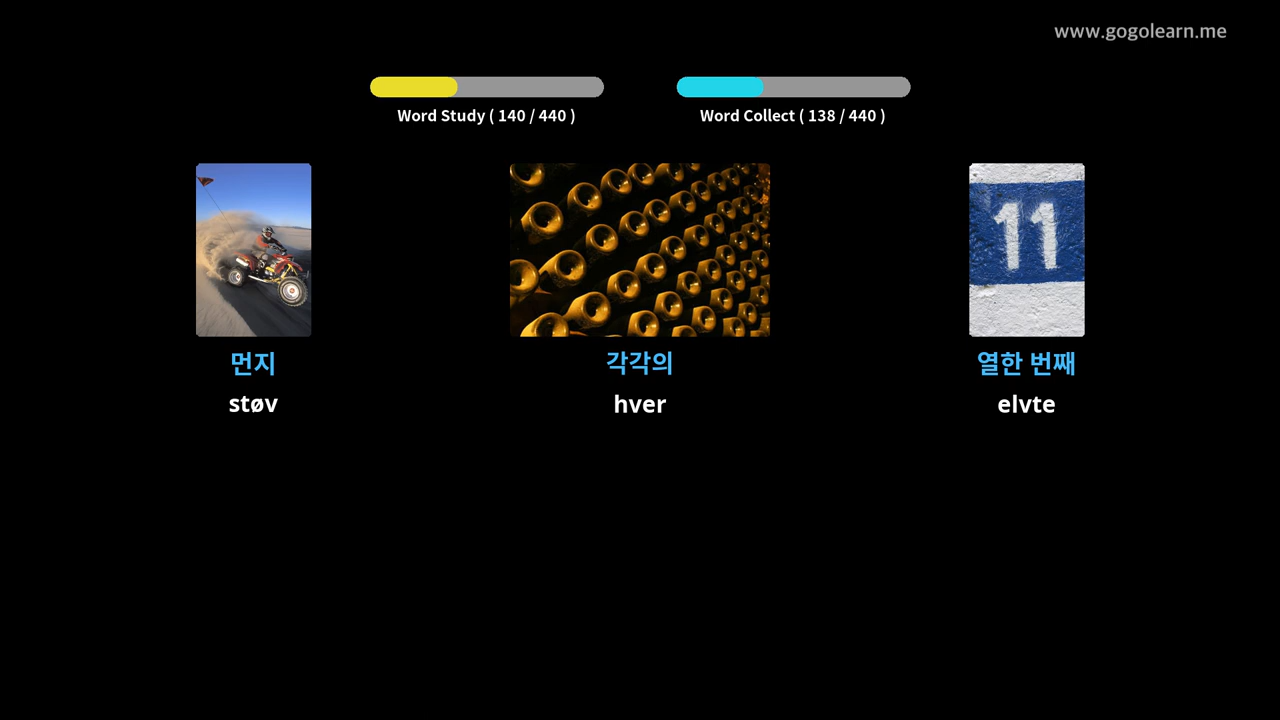 www.gogolearn.me
Word Study ( 140 / 440 )
Word Collect ( 138 / 440 )
11
먼지
각각의
열한 번째
støv
hver
elvte